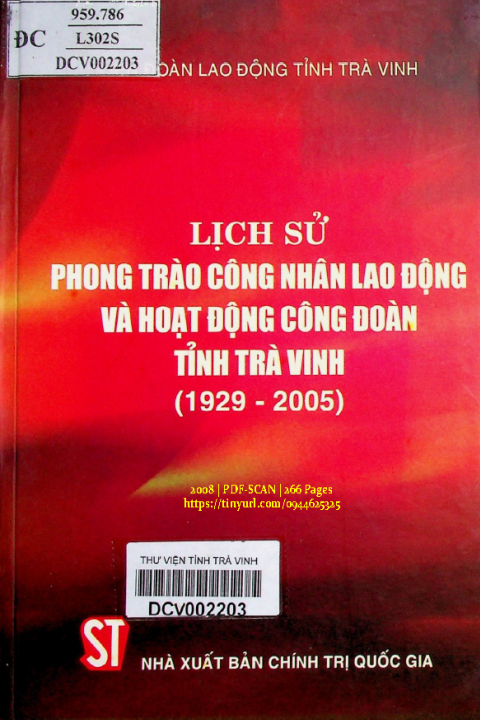 959.786
ĐC
L302S
DCV002203
ĐOÀN LAO ĐỘNG TỈNH TRÀ VINH
LỊCH SỬ
PHONG TRÀO CÔNG NHÂN LAO ĐỘNG
VÀ HOẠT ĐỘNG CÔNG ĐOÀN
TỈNH TRÀ VINH
(1929 - 2005)
2008 | PDF-SCAN | 266 Pages
https://tinyurl.com/0944625325
THƯ VIỆN TỈNH TRÀ VINH
DCV002203
ST
NHÀ XUẤT BẢN CHÍNH TRỊ QUỐC GIA